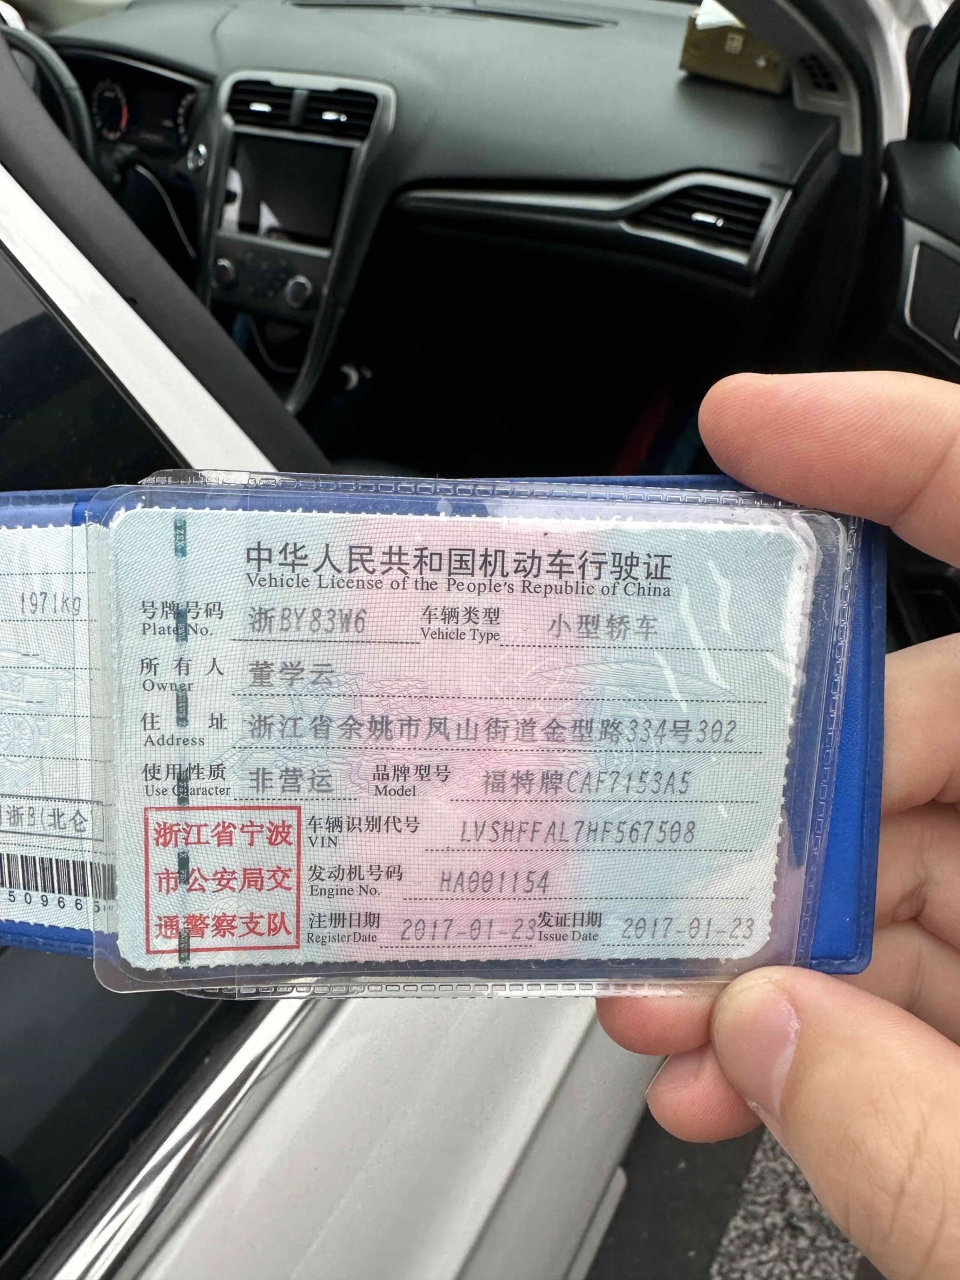 中华人民共和国机动车行驶证
Vehicle License of the People's Republic of China
号牌号码 浙BY83W6 车辆类型 小型轿车
Plate No. Vehicle Type
所有人 董学云
Owner
住址 浙江省余姚市凤山街道金型路334号302
Address
使用性质 非营运 品牌型号 福特牌CAF7153A5
Use Character Model
浙江省宁波
市公安局交
通警察支队
车辆识别代号 LVSHFFAL7HF567508
VIN
发动机号码 HA001154
Engine No.
注册日期 2017-01-23 发证日期 2017-01-23
Register Date Issue Date
1971kg
浙B(北仑
50966